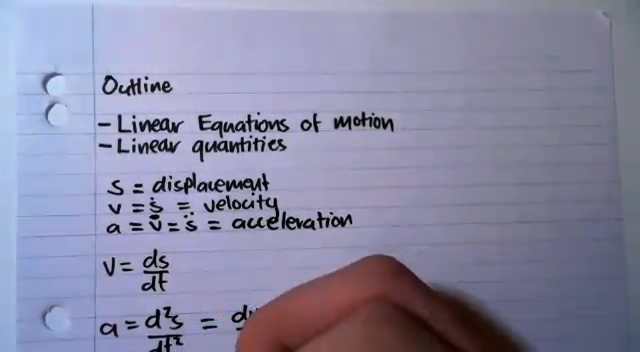 Outline
- Linear Equations of motion
- Linear quantities
s = displacement
v = ṡ = velocity
a = v̇ = s̈ = acceleration
v = ds/dt
a = d²s/dt² =